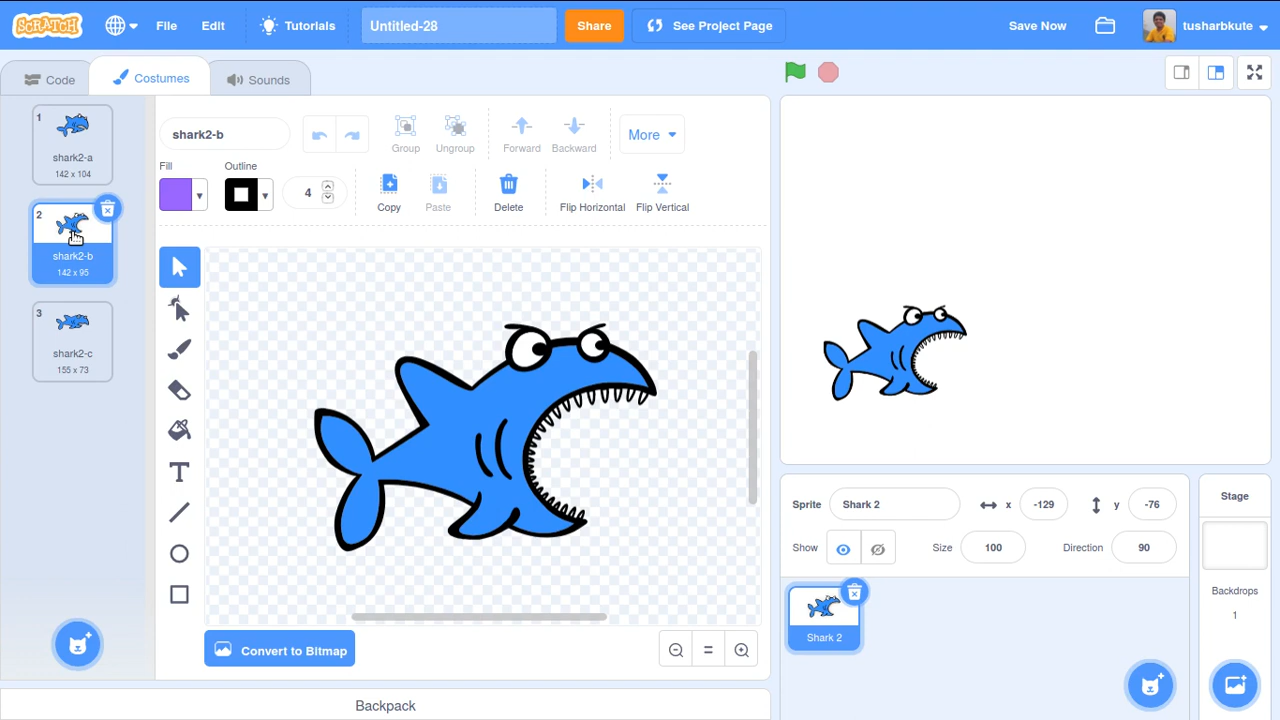 SCRATCH File Edit Tutorials Untitled-28 Share See Project Page Save Now tusharbkute
Code Costumes Sounds
1
shark2-a
142 x 104
2
shark2-b
142 x 95
3
shark2-c
155 x 73
shark2-b Group Ungroup Forward Backward More
Fill Outline
4 Copy Paste Delete Flip Horizontal Flip Vertical
Convert to Bitmap
Backpack
Sprite Shark 2 x -129 y -76
Show Size 100 Direction 90
Shark 2
Stage
Backdrops
1